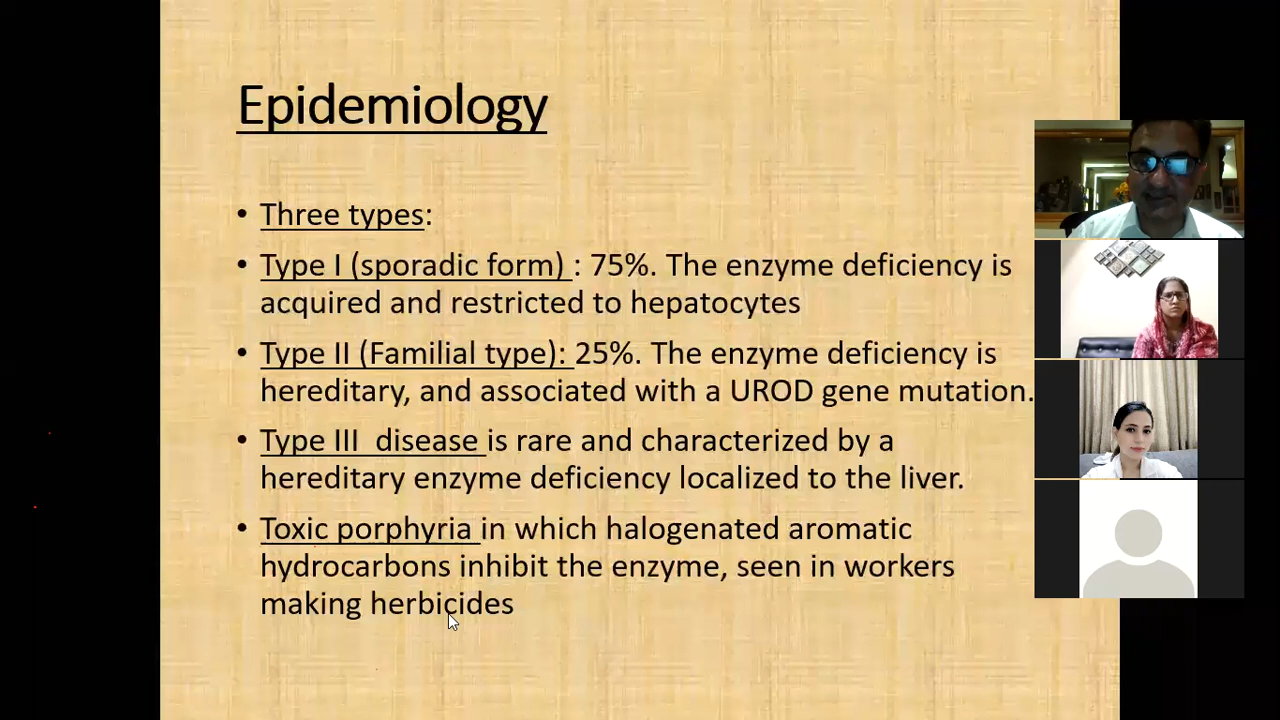 Epidemiology
• Three types:
• Type I (sporadic form) : 75%. The enzyme deficiency is
acquired and restricted to hepatocytes
• Type II (Familial type): 25%. The enzyme deficiency is
hereditary, and associated with a UROD gene mutation.
• Type III disease is rare and characterized by a
hereditary enzyme deficiency localized to the liver.
• Toxic porphyria in which halogenated aromatic
hydrocarbons inhibit the enzyme, seen in workers
making herbicides